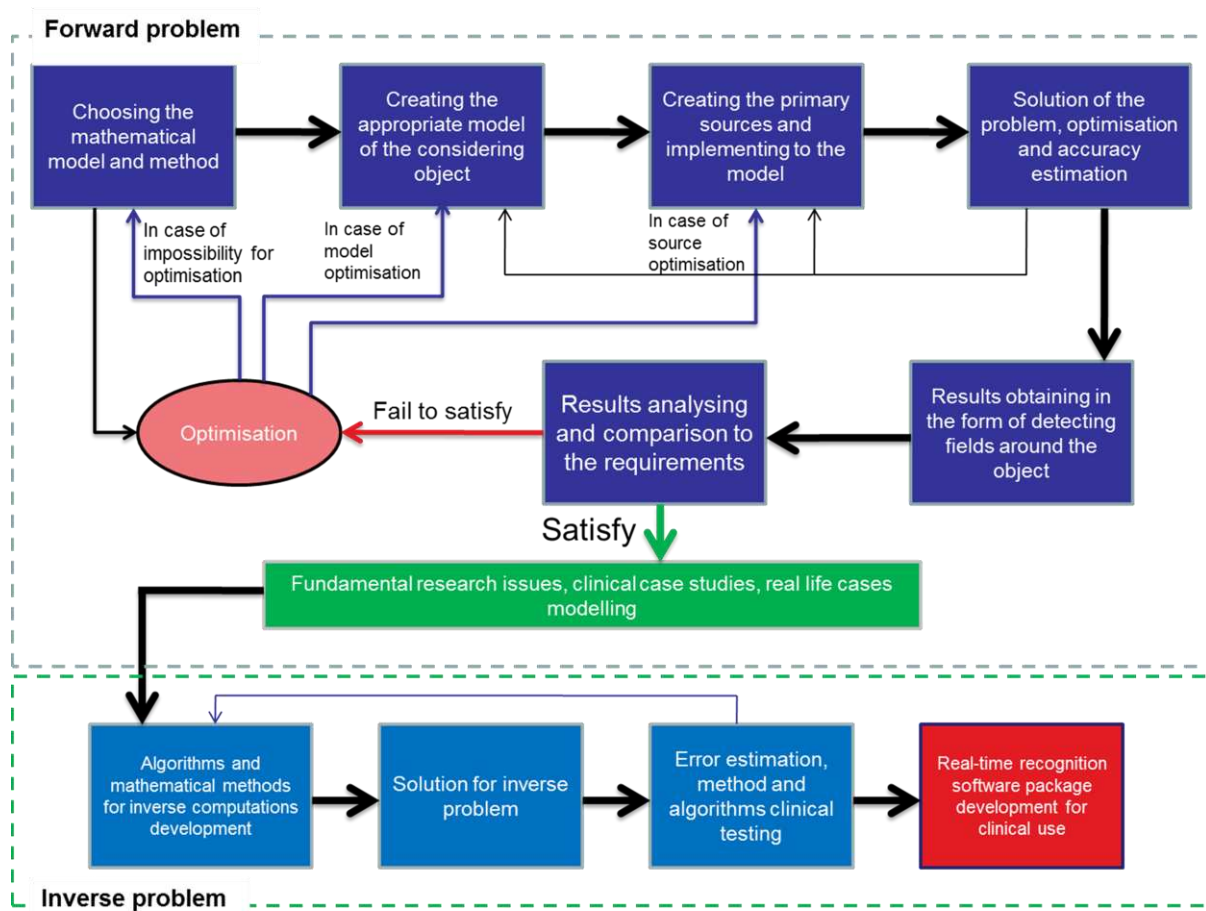 Forward problem
Choosing the
mathematical
model and method
Creating the
appropriate model
of the considering
object
Creating the primary
sources and
implementing to the
model
Solution of the
problem, optimisation
and accuracy
estimation
In case of
impossibility for
optimisation
In case of
model
optimisation
In case of
source
optimisation
Optimisation
Fail to satisfy
Results analysing
and comparison to
the requirements
Results obtaining in
the form of detecting
fields around the
object
Satisfy
Fundamental research issues, clinical case studies, real life cases
modelling
Algorithms and
mathematical methods
for inverse computations
development
Solution for inverse
problem
Error estimation,
method and
algorithms clinical
testing
Real-time recognition
software package
development for
clinical use
Inverse problem